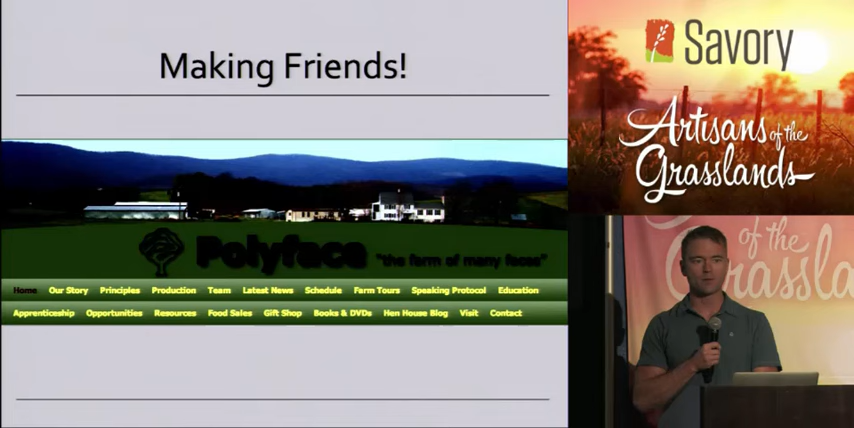 Making Friends!
Polyface "the farm of many faces"
Home Our Story Principles Production Team Latest News Schedule Farm Tours Speaking Protocol Education
Apprenticeship Opportunities Resources Food Sales Gift Shop Books & DVDs Hen House Blog Visit Contact
Savory
Artisans of the
Grasslands
of the
Grassla